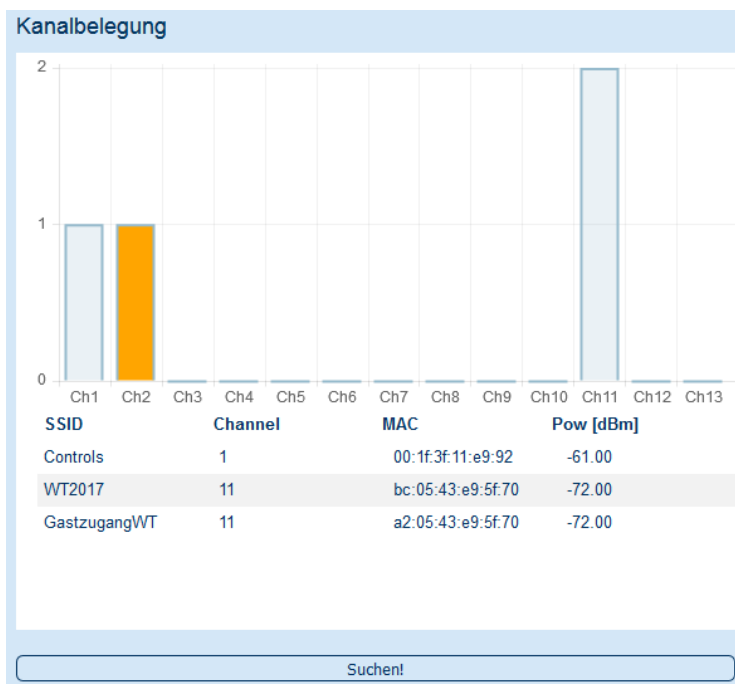 Kanalbelegung
2
1
0
Ch1 Ch2 Ch3 Ch4 Ch5 Ch6 Ch7 Ch8 Ch9 Ch10 Ch11 Ch12 Ch13
SSID Channel MAC Pow [dBm]
Controls 1 00:1f:3f:11:e9:92 -61.00
WT2017 11 bc:05:43:e9:5f:70 -72.00
GastzugangWT 11 a2:05:43:e9:5f:70 -72.00
Suchen!